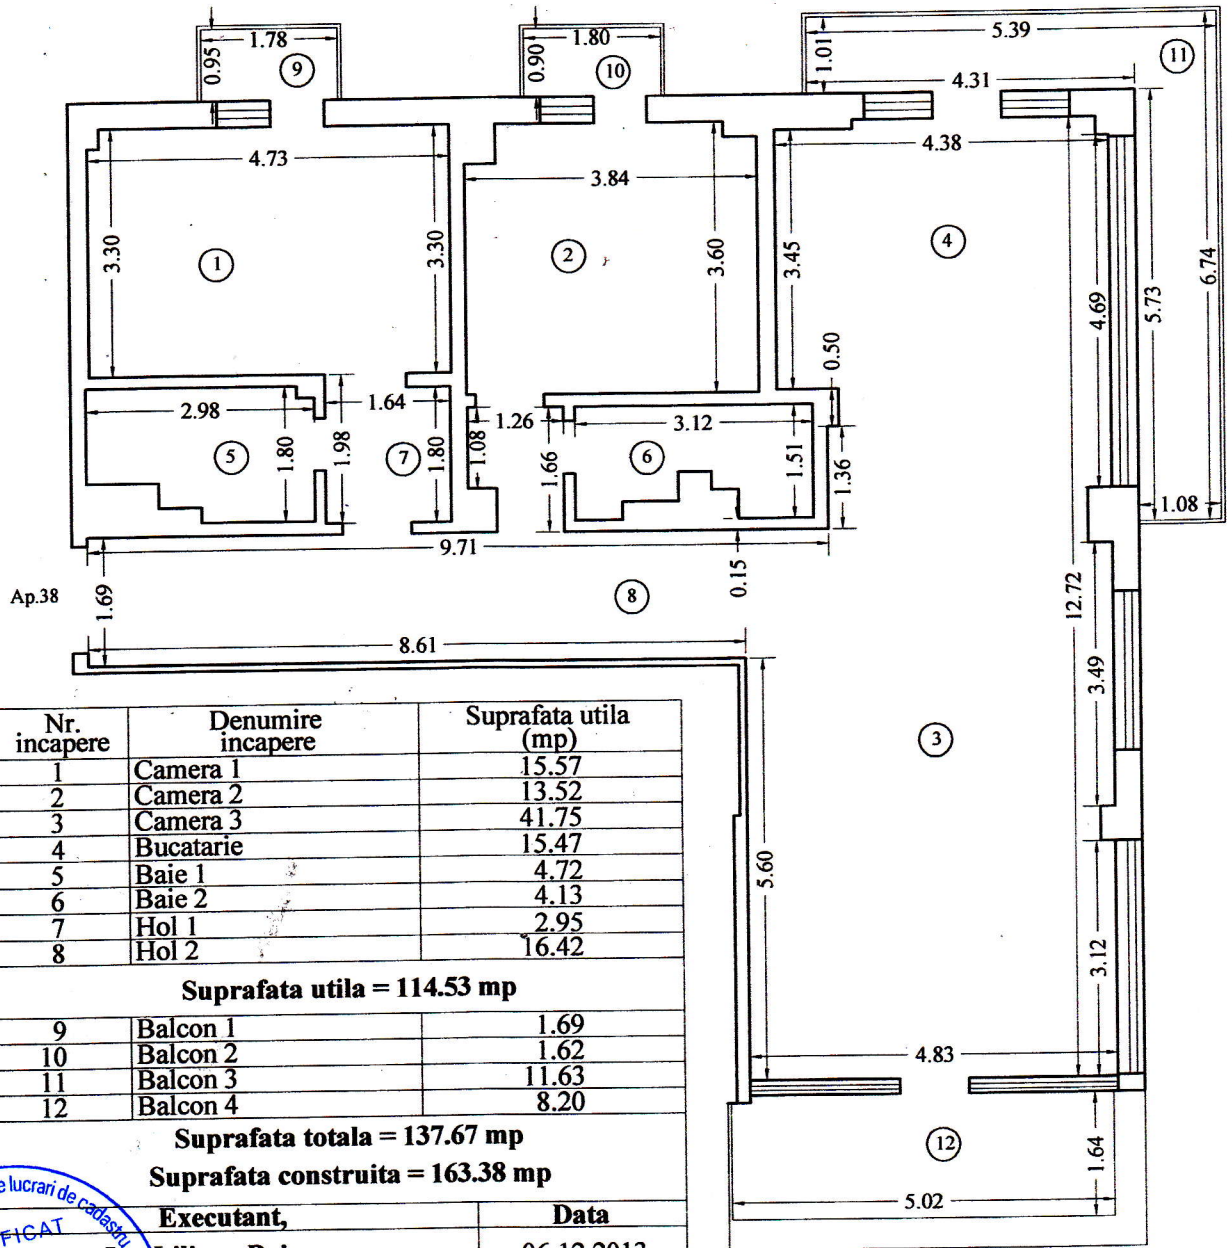 1.78
0.95
9
1.80
0.90
10
5.39
1.01
11
4.31
4.73
3.84
4.38
3.30
1
3.30
2
3.60
3.45
4
4.69
5.73
6.74
0.50
2.98
1.64
1.26
3.12
5
1.80
1.98
7
1.80
1.08
1.66
6
1.51
1.36
1.08
9.71
Ap.38
1.69
8
0.15
12.72
8.61
3.49
3
5.60
3.12
4.83
12
1.64
5.02
Nr. incapere Denumire incapere Suprafata utila (mp)
1 Camera 1 15.57
2 Camera 2 13.52
3 Camera 3 41.75
4 Bucatarie 15.47
5 Baie 1 4.72
6 Baie 2 4.13
7 Hol 1 2.95
8 Hol 2 16.42
Suprafata utila = 114.53 mp
9 Balcon 1 1.69
10 Balcon 2 1.62
11 Balcon 3 11.63
12 Balcon 4 8.20
Suprafata totala = 137.67 mp
Suprafata construita = 163.38 mp
Executant, Data
lucrari de cadastru